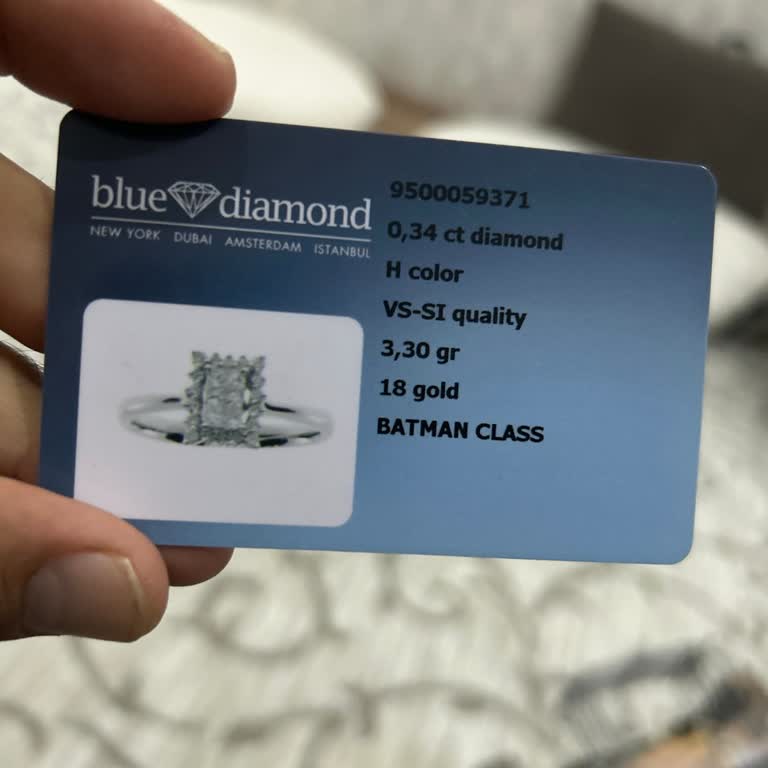 blue diamond
NEW YORK DUBAI AMSTERDAM ISTANBUL
9500059371
0,34 ct diamond
H color
VS-SI quality
3,30 gr
18 gold
BATMAN CLASS